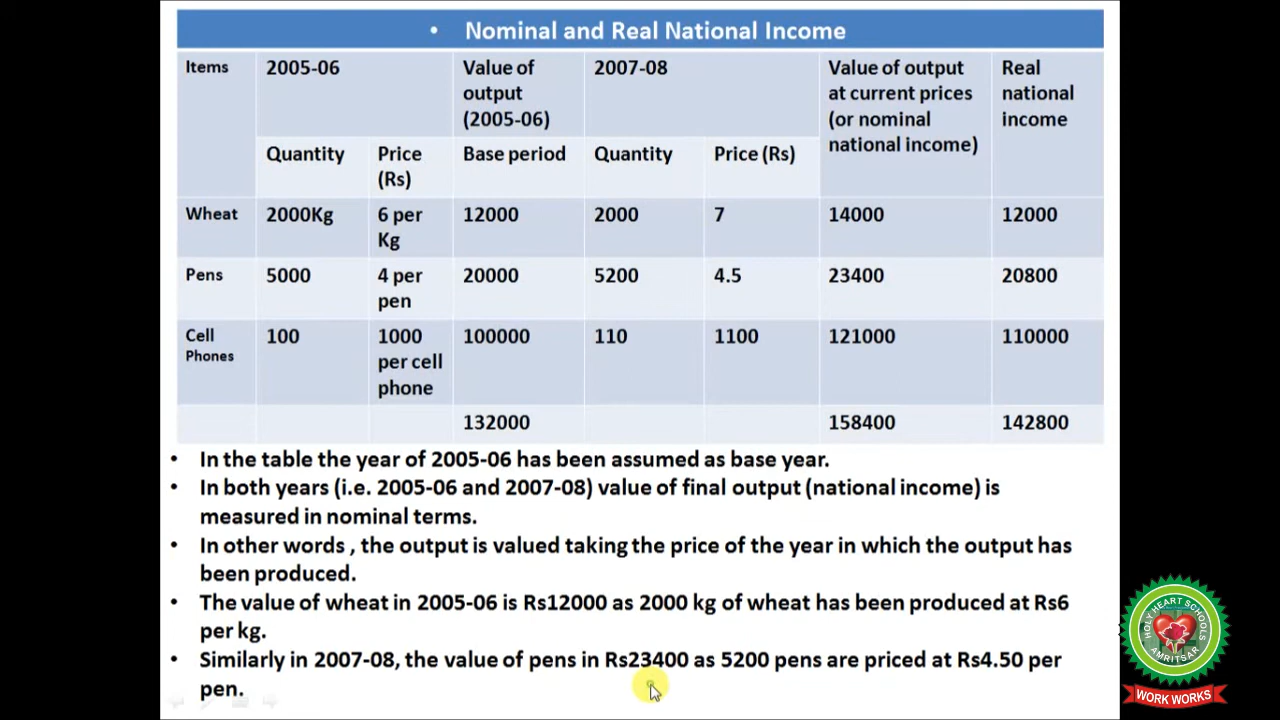 • Nominal and Real National Income
Items 2005-06 Value of output (2005-06) 2007-08 Value of output at current prices (or nominal national income) Real national income
Quantity Price (Rs) Base period Quantity Price (Rs)
Wheat 2000Kg 6 per Kg 12000 2000 7 14000 12000
Pens 5000 4 per pen 20000 5200 4.5 23400 20800
Cell Phones 100 1000 per cell phone 100000 110 1100 121000 110000
132000 158400 142800
• In the table the year of 2005-06 has been assumed as base year.
• In both years (i.e. 2005-06 and 2007-08) value of final output (national income) is
measured in nominal terms.
• In other words , the output is valued taking the price of the year in which the output has
been produced.
• The value of wheat in 2005-06 is Rs12000 as 2000 kg of wheat has been produced at Rs6
per kg.
• Similarly in 2007-08, the value of pens in Rs23400 as 5200 pens are priced at Rs4.50 per
pen.
HOLY HEART SCHOOLS
AMRITSAR
WORK WORKS